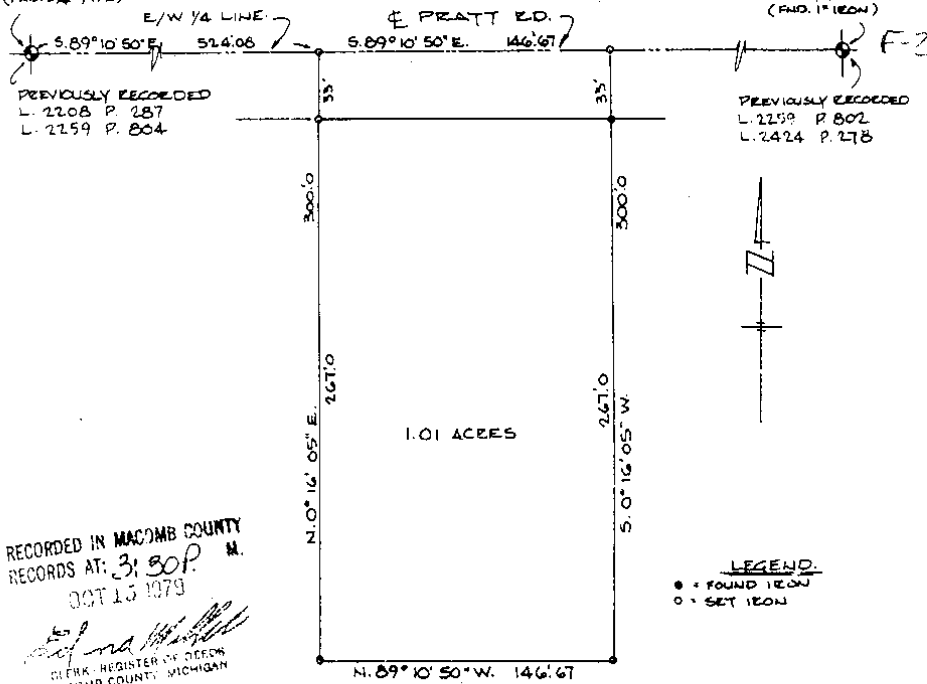 E/W 1/4 LINE.
℄ PRATT RD.
(FND. 1" IRON)
S.89°10'50"E. 524.08
S.89°10'50"E. 146.67
F-2
PREVIOUSLY RECORDED
L. 2208 P. 287
L. 2259 P. 804
33'
33'
PREVIOUSLY RECORDED
L. 2259 P. 802
L. 2424 P. 278
300.0
300.0
N
267.0
267.0
1.01 ACRES
N. 0°16'05" E.
S. 0°16'05" W.
RECORDED IN MACOMB COUNTY
RECORDS AT: 3:30 P. M.
OCT 15 1979
LEGEND.
● = FOUND IRON
○ = SET IRON
CLERK - REGISTER OF DEEDS
COUNTY, MICHIGAN
N. 89°10'50" W. 146.67